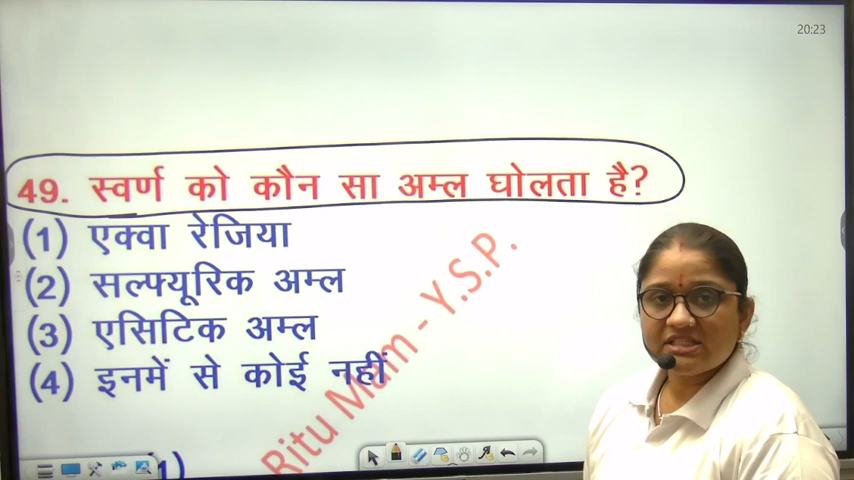 20:23
49. स्वर्ण को कौन सा अम्ल घोलता है?
(1) एक्वा रेजिया
(2) सल्फ्यूरिक अम्ल
(3) एसिटिक अम्ल
(4) इनमें से कोई नहीं
Ritu Mam - Y.S.P.
1)